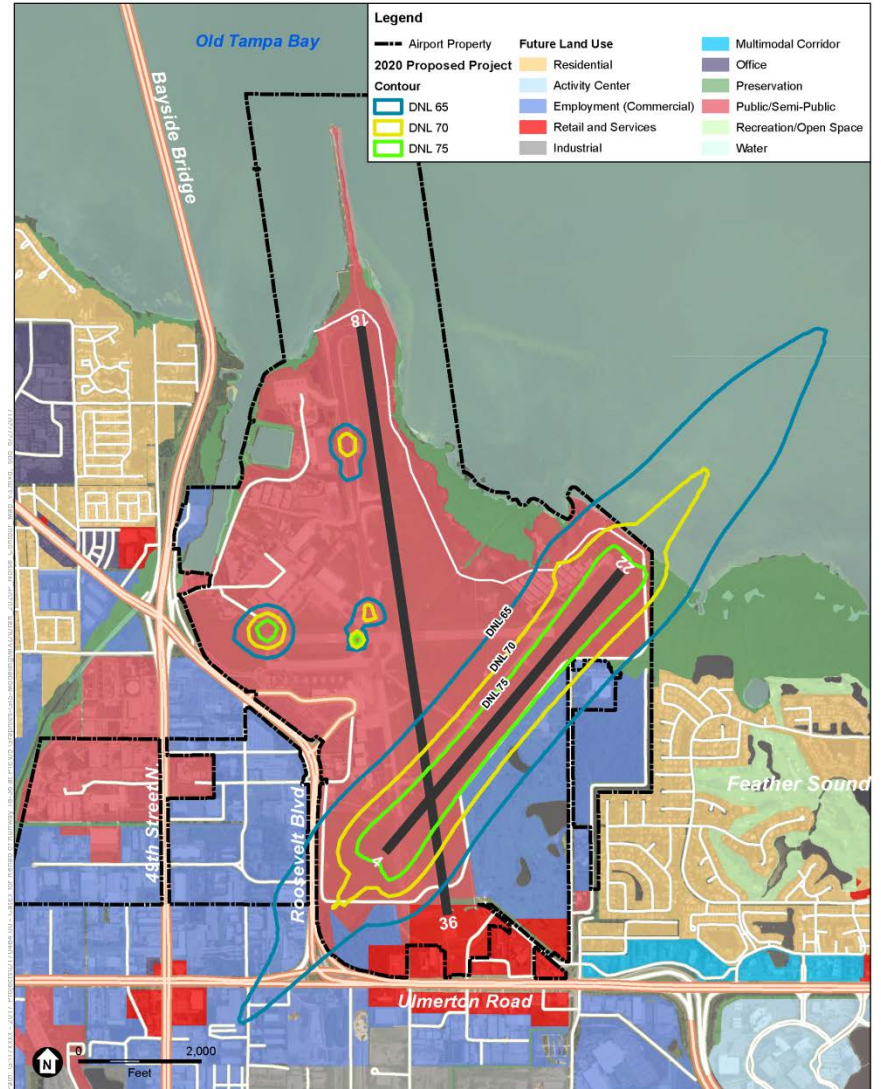 Legend
Airport Property
2020 Proposed Project
Contour
DNL 65
DNL 70
DNL 75
Future Land Use
Residential
Activity Center
Employment (Commercial)
Retail and Services
Industrial
Multimodal Corridor
Office
Preservation
Public/Semi-Public
Recreation/Open Space
Water
Old Tampa Bay
Bayside Bridge
18
22
DNL 65
DNL 70
DNL 75
Feather Sound
49th Street N.
Roosevelt Blvd
4
36
Ulmerton Road
N
0 2,000
Feet